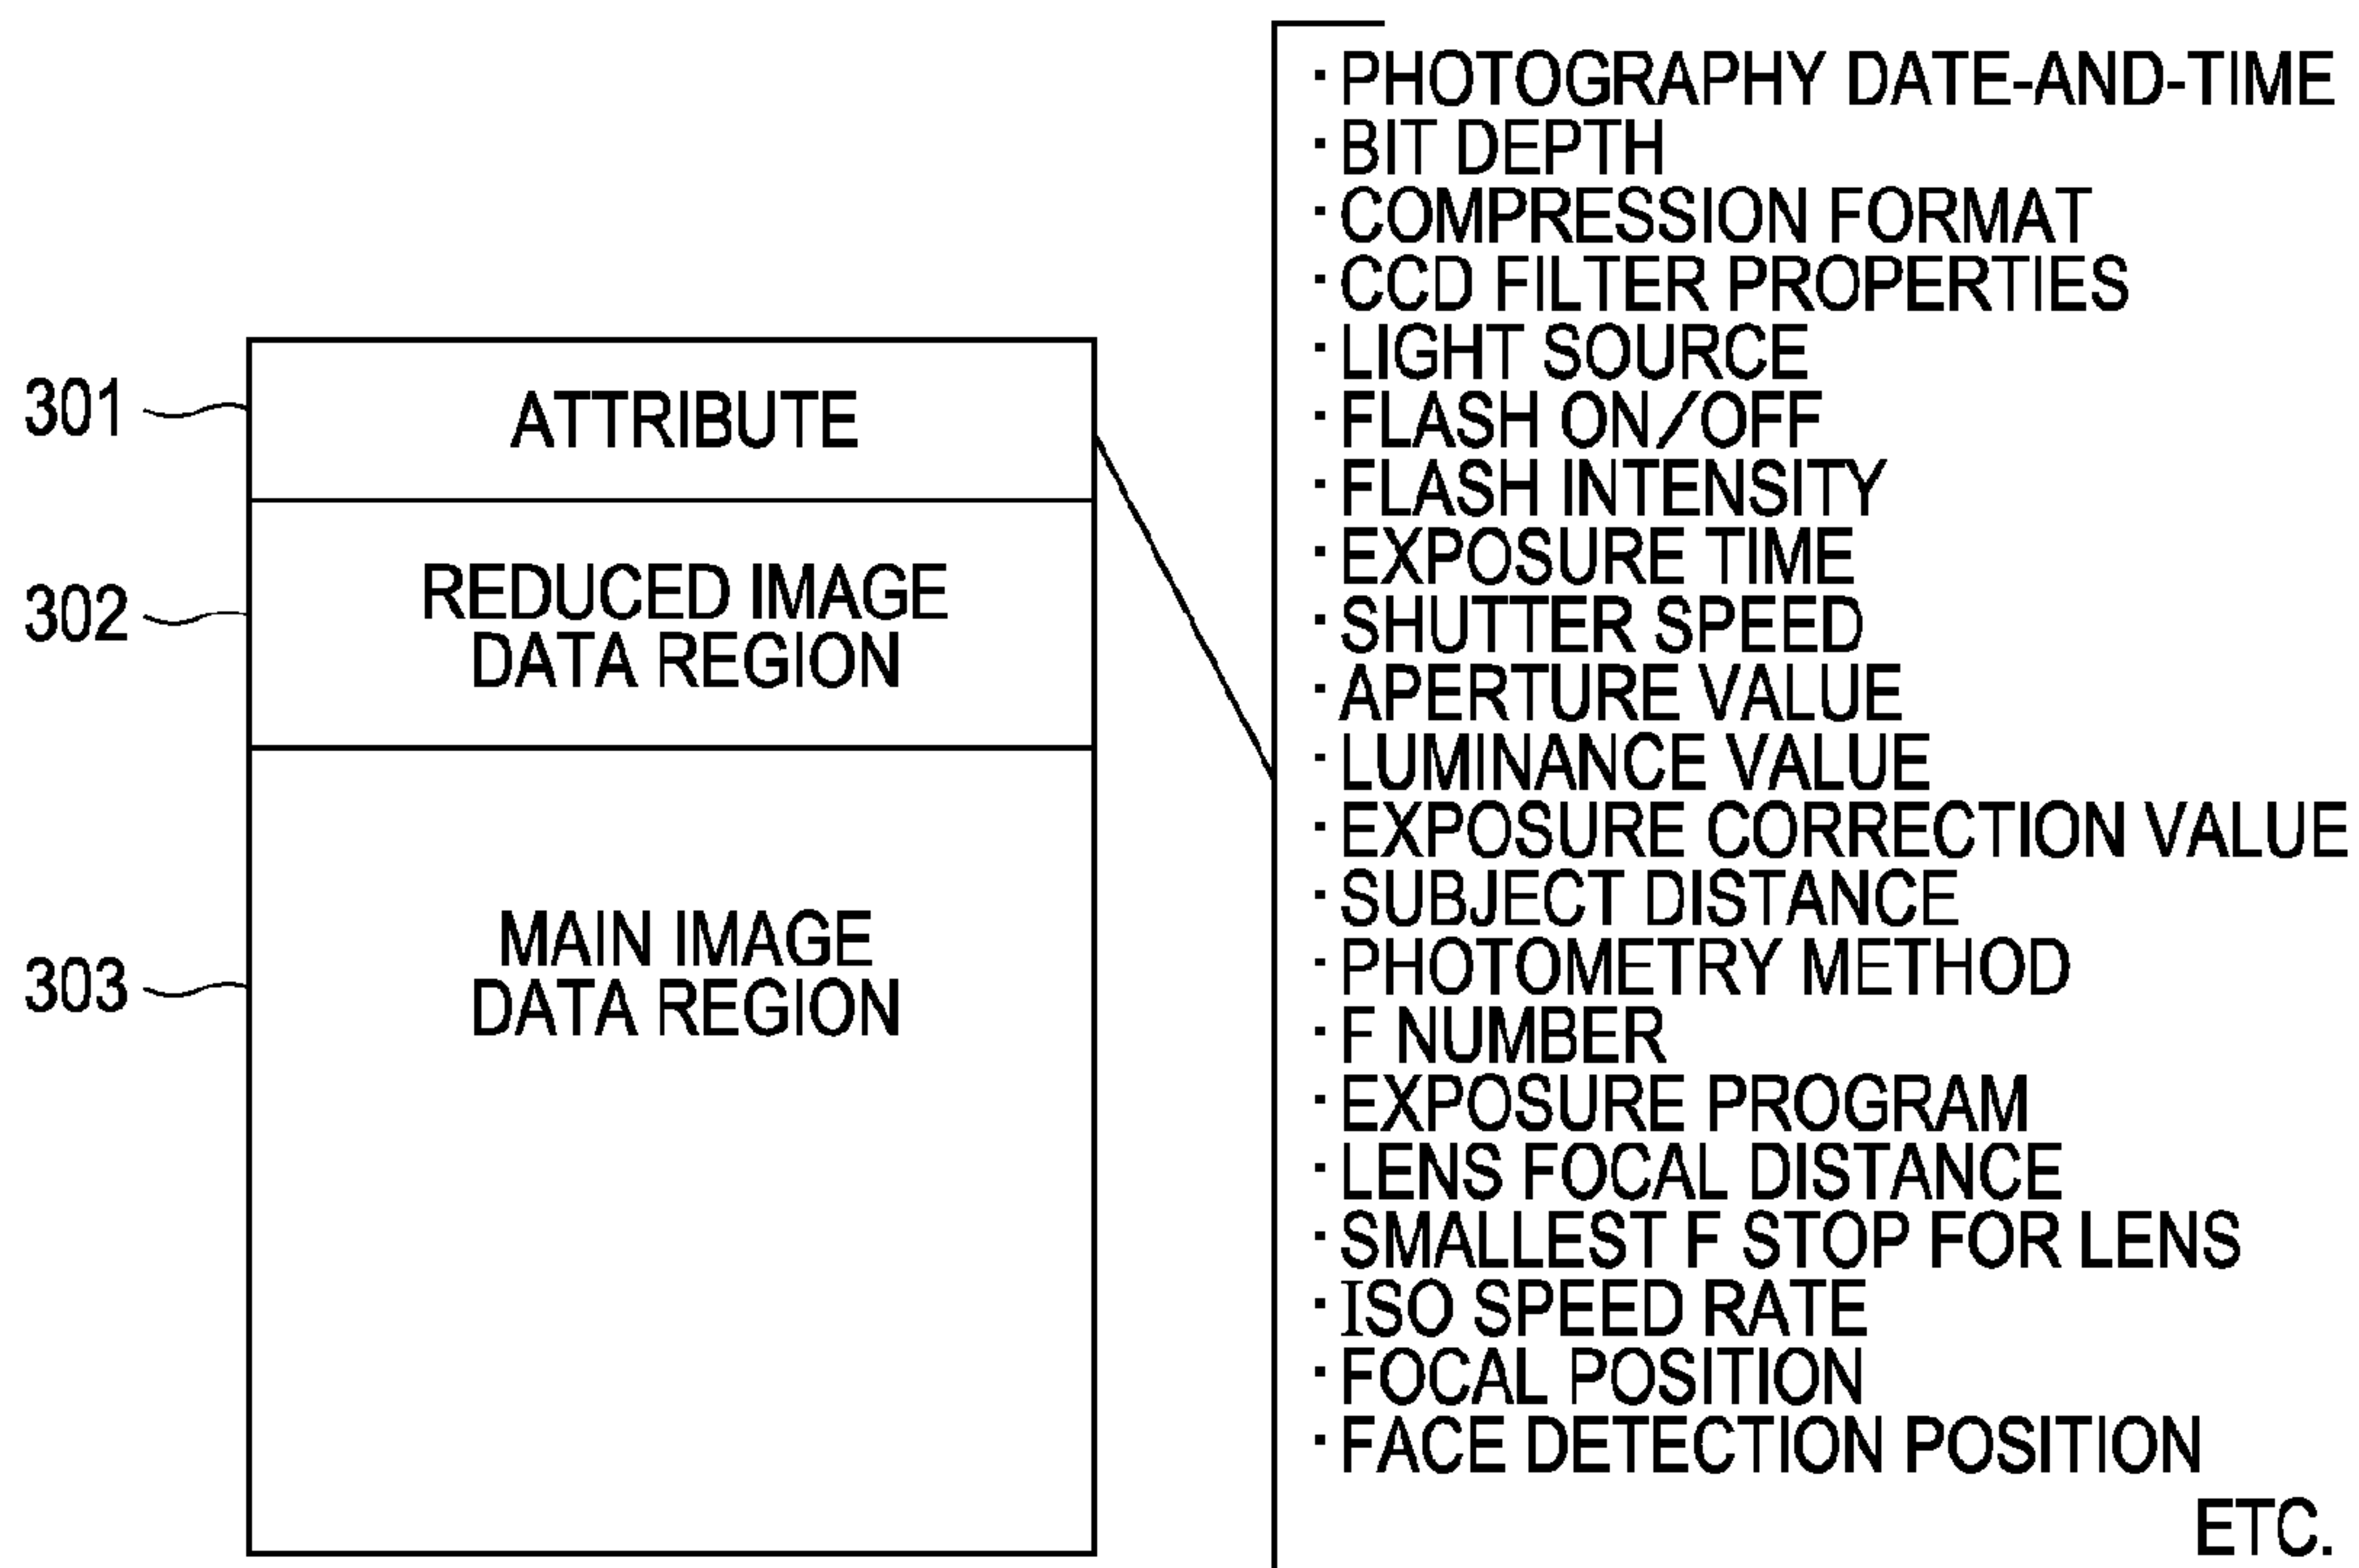 301
ATTRIBUTE
302
REDUCED IMAGE
DATA REGION
303
MAIN IMAGE
DATA REGION
· PHOTOGRAPHY DATE-AND-TIME
· BIT DEPTH
· COMPRESSION FORMAT
· CCD FILTER PROPERTIES
· LIGHT SOURCE
· FLASH ON/OFF
· FLASH INTENSITY
· EXPOSURE TIME
· SHUTTER SPEED
· APERTURE VALUE
· LUMINANCE VALUE
· EXPOSURE CORRECTION VALUE
· SUBJECT DISTANCE
· PHOTOMETRY METHOD
· F NUMBER
· EXPOSURE PROGRAM
· LENS FOCAL DISTANCE
· SMALLEST F STOP FOR LENS
· ISO SPEED RATE
· FOCAL POSITION
· FACE DETECTION POSITION
ETC.